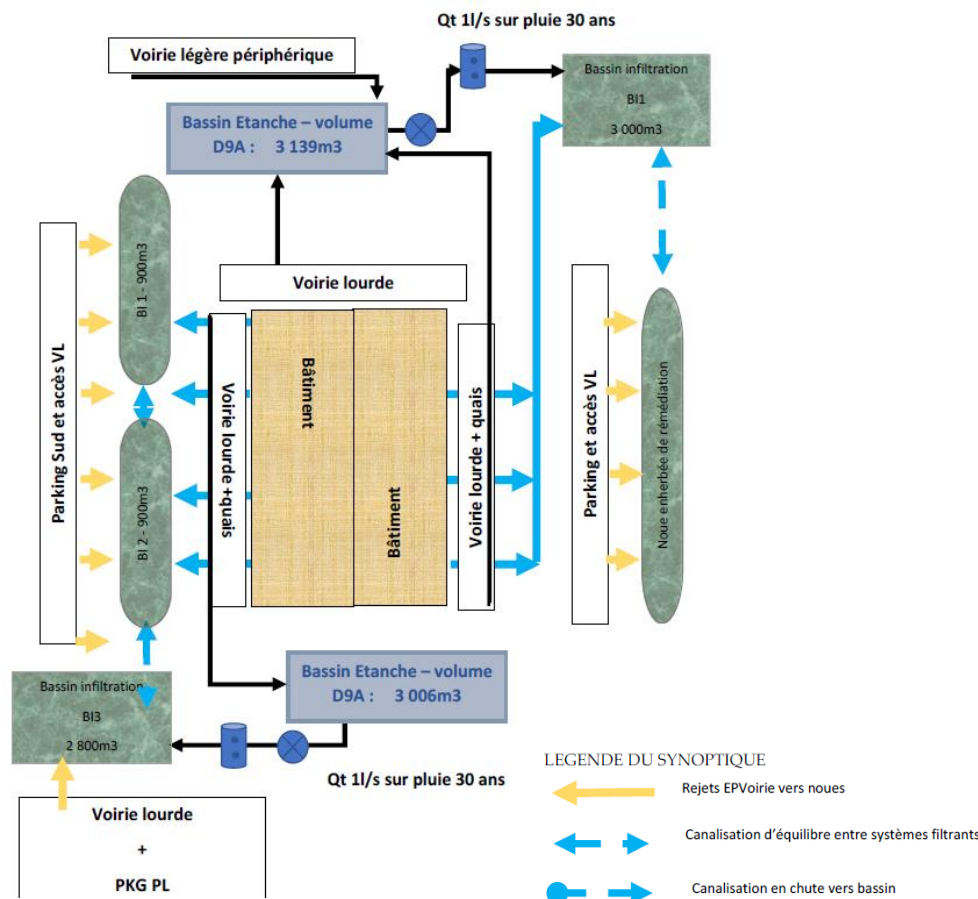 Qt 1l/s sur pluie 30 ans
Voirie légère périphérique
Bassin infiltration
BI1
3 000m3
Bassin Etanche – volume
D9A : 3 139m3
Voirie lourde
Parking Sud et accès VL
BI 1 - 900m3
BI 2 - 900m3
Voirie lourde +quais
Bâtiment
Bâtiment
Voirie lourde + quais
Parking et accès VL
Noue enherbée de rémédiation
Bassin Etanche – volume
D9A : 3 006m3
Bassin infiltration
BI3
2 800m3
Qt 1l/s sur pluie 30 ans
Voirie lourde
+
PKG PL
LEGENDE DU SYNOPTIQUE
Rejets EPVoirie vers noues
Canalisation d'équilibre entre systèmes filtrants
Canalisation en chute vers bassin